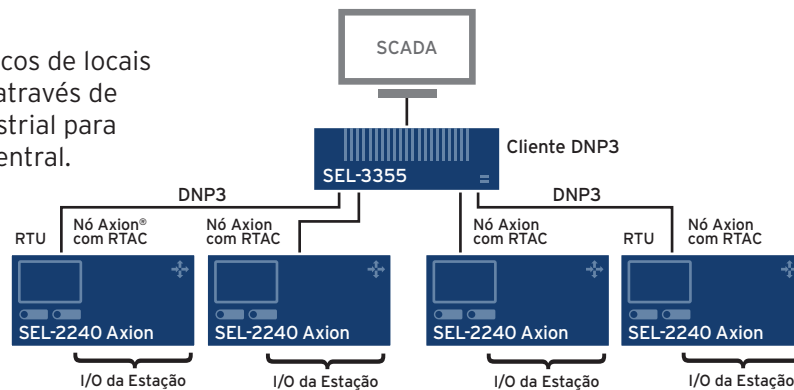 cos de locais
através de
strial para
entral.
SCADA
Cliente DNP3
SEL-3355
DNP3
DNP3
RTU
Nó Axion®
com RTAC
Nó Axion
com RTAC
Nó Axion
com RTAC
RTU
Nó Axion
com RTAC
SEL-2240 Axion
SEL-2240 Axion
SEL-2240 Axion
SEL-2240 Axion
I/O da Estação
I/O da Estação
I/O da Estação
I/O da Estação